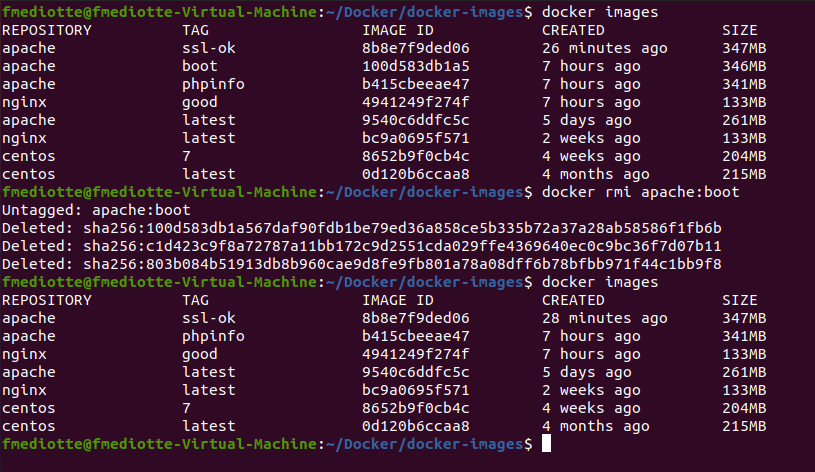 fmediotte@fmediotte-Virtual-Machine:~/Docker/docker-images$ docker images
REPOSITORY TAG IMAGE ID CREATED SIZE
apache ssl-ok 8b8e7f9ded06 26 minutes ago 347MB
apache boot 100d583db1a5 7 hours ago 346MB
apache phpinfo b415cbeeae47 7 hours ago 341MB
nginx good 4941249f274f 7 hours ago 133MB
apache latest 9540c6ddfc5c 5 days ago 261MB
nginx latest bc9a0695f571 2 weeks ago 133MB
centos 7 8652b9f0cb4c 4 weeks ago 204MB
centos latest 0d120b6ccaa8 4 months ago 215MB
fmediotte@fmediotte-Virtual-Machine:~/Docker/docker-images$ docker rmi apache:boot
Untagged: apache:boot
Deleted: sha256:100d583db1a567daf90fdb1be79ed36a858ce5b335b72a37a28ab58586f1fb6b
Deleted: sha256:c1d423c9f8a72787a11bb172c9d2551cda029ffe4369640ec0c9bc36f7d07b11
Deleted: sha256:803b084b51913db8b960cae9d8fe9fb801a78a08dff6b78bfbb971f44c1bb9f8
fmediotte@fmediotte-Virtual-Machine:~/Docker/docker-images$ docker images
REPOSITORY TAG IMAGE ID CREATED SIZE
apache ssl-ok 8b8e7f9ded06 28 minutes ago 347MB
apache phpinfo b415cbeeae47 7 hours ago 341MB
nginx good 4941249f274f 7 hours ago 133MB
apache latest 9540c6ddfc5c 5 days ago 261MB
nginx latest bc9a0695f571 2 weeks ago 133MB
centos 7 8652b9f0cb4c 4 weeks ago 204MB
centos latest 0d120b6ccaa8 4 months ago 215MB
fmediotte@fmediotte-Virtual-Machine:~/Docker/docker-images$